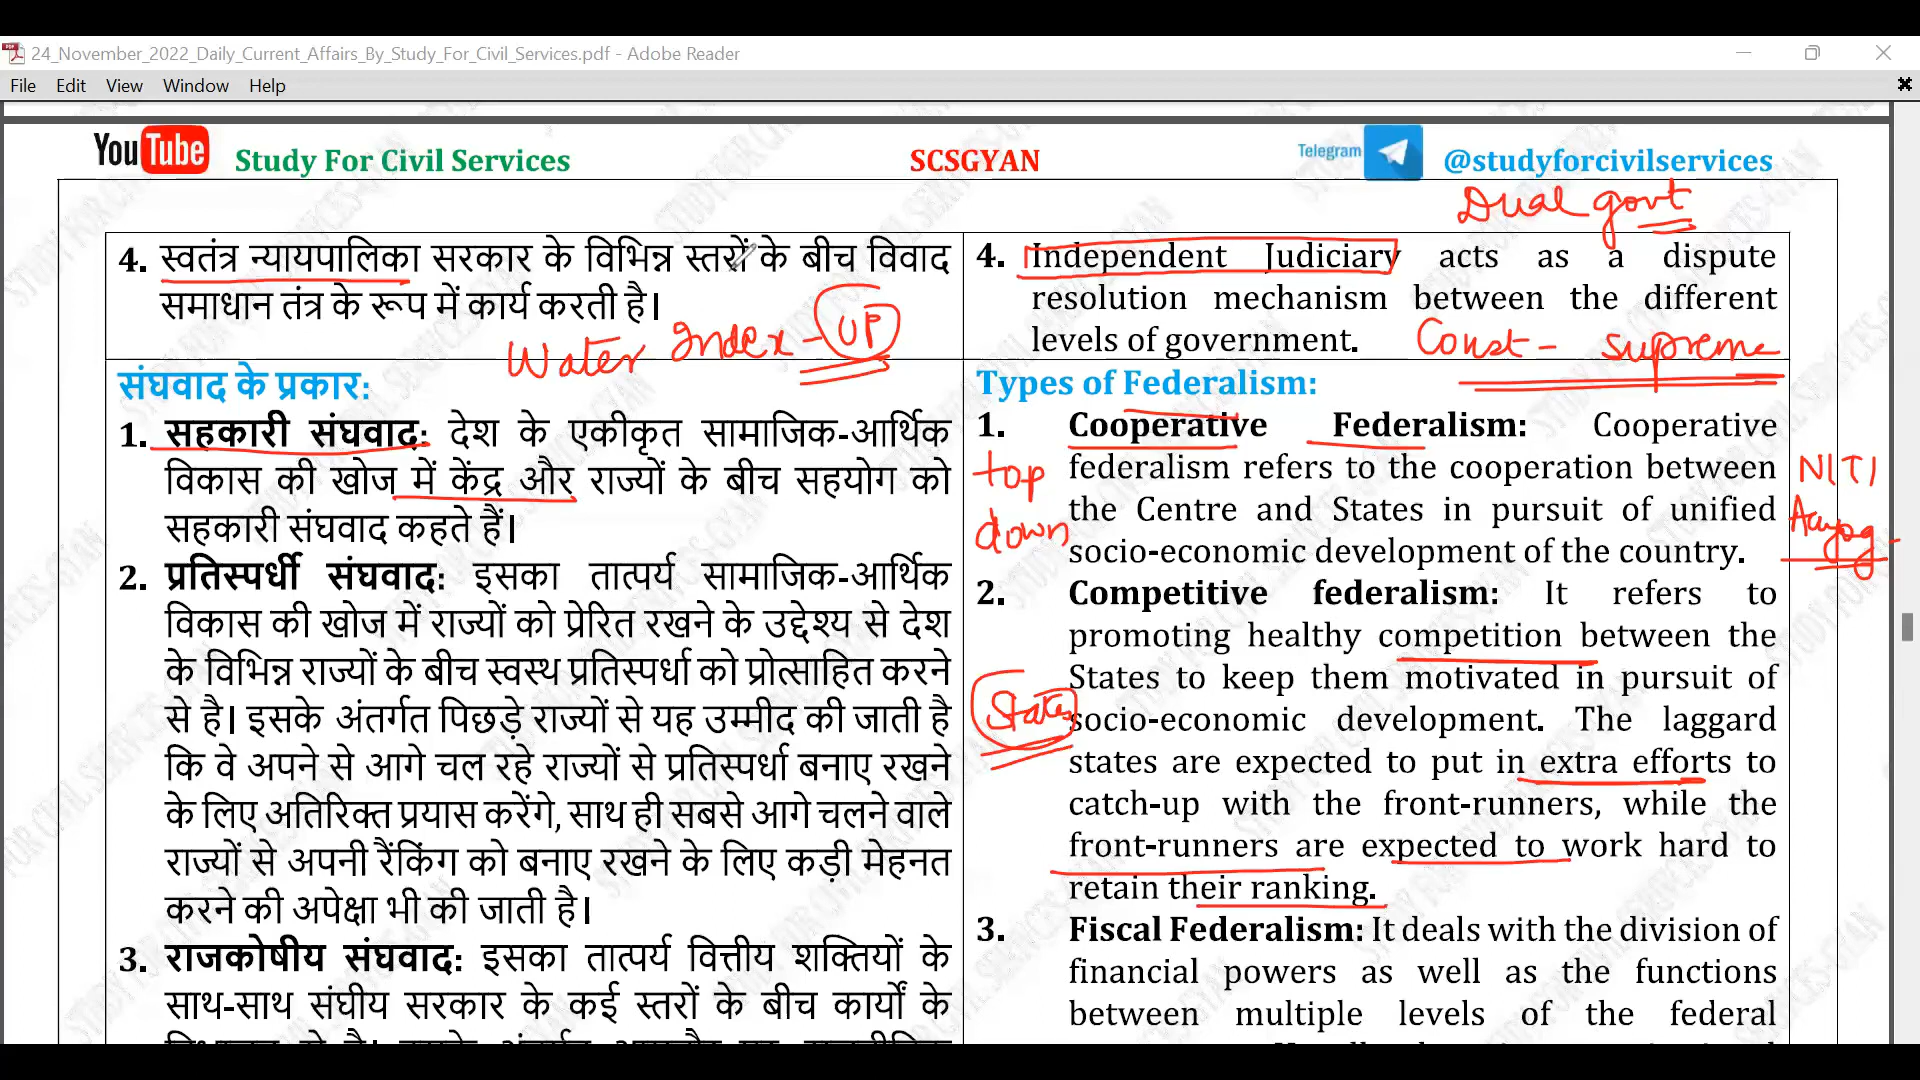 24_November_2022_Daily_Current_Affairs_By_Study_For_Civil_Services.pdf - Adobe Reader
File Edit View Window Help
YouTube Study For Civil Services SCSGYAN Telegram @studyforcivilservices
Dual govt
4. स्वतंत्र न्यायपालिका सरकार के विभिन्न स्तरों के बीच विवाद
समाधान तंत्र के रूप में कार्य करती है।
Water Index - UP
संघवाद के प्रकार:
1. सहकारी संघवाद: देश के एकीकृत सामाजिक-आर्थिक
विकास की खोज में केंद्र और राज्यों के बीच सहयोग को
सहकारी संघवाद कहते हैं।
2. प्रतिस्पर्धी संघवाद: इसका तात्पर्य सामाजिक-आर्थिक
विकास की खोज में राज्यों को प्रेरित रखने के उद्देश्य से देश
के विभिन्न राज्यों के बीच स्वस्थ प्रतिस्पर्धा को प्रोत्साहित करने
से है। इसके अंतर्गत पिछड़े राज्यों से यह उम्मीद की जाती है
कि वे अपने से आगे चल रहे राज्यों से प्रतिस्पर्धा बनाए रखने
के लिए अतिरिक्त प्रयास करेंगे, साथ ही सबसे आगे चलने वाले
राज्यों से अपनी रैंकिंग को बनाए रखने के लिए कड़ी मेहनत
करने की अपेक्षा भी की जाती है।
3. राजकोषीय संघवाद: इसका तात्पर्य वित्तीय शक्तियों के
साथ-साथ संघीय सरकार के कई स्तरों के बीच कार्यों के
4. Independent Judiciary acts as a dispute
resolution mechanism between the different
levels of government.
Const - supreme
Types of Federalism:
1. Cooperative Federalism: Cooperative
federalism refers to the cooperation between
the Centre and States in pursuit of unified
socio-economic development of the country.
top
down
NITI
Aayog
2. Competitive federalism: It refers to
promoting healthy competition between the
States to keep them motivated in pursuit of
socio-economic development. The laggard
states are expected to put in extra efforts to
catch-up with the front-runners, while the
front-runners are expected to work hard to
retain their ranking.
States
3. Fiscal Federalism: It deals with the division of
financial powers as well as the functions
between multiple levels of the federal